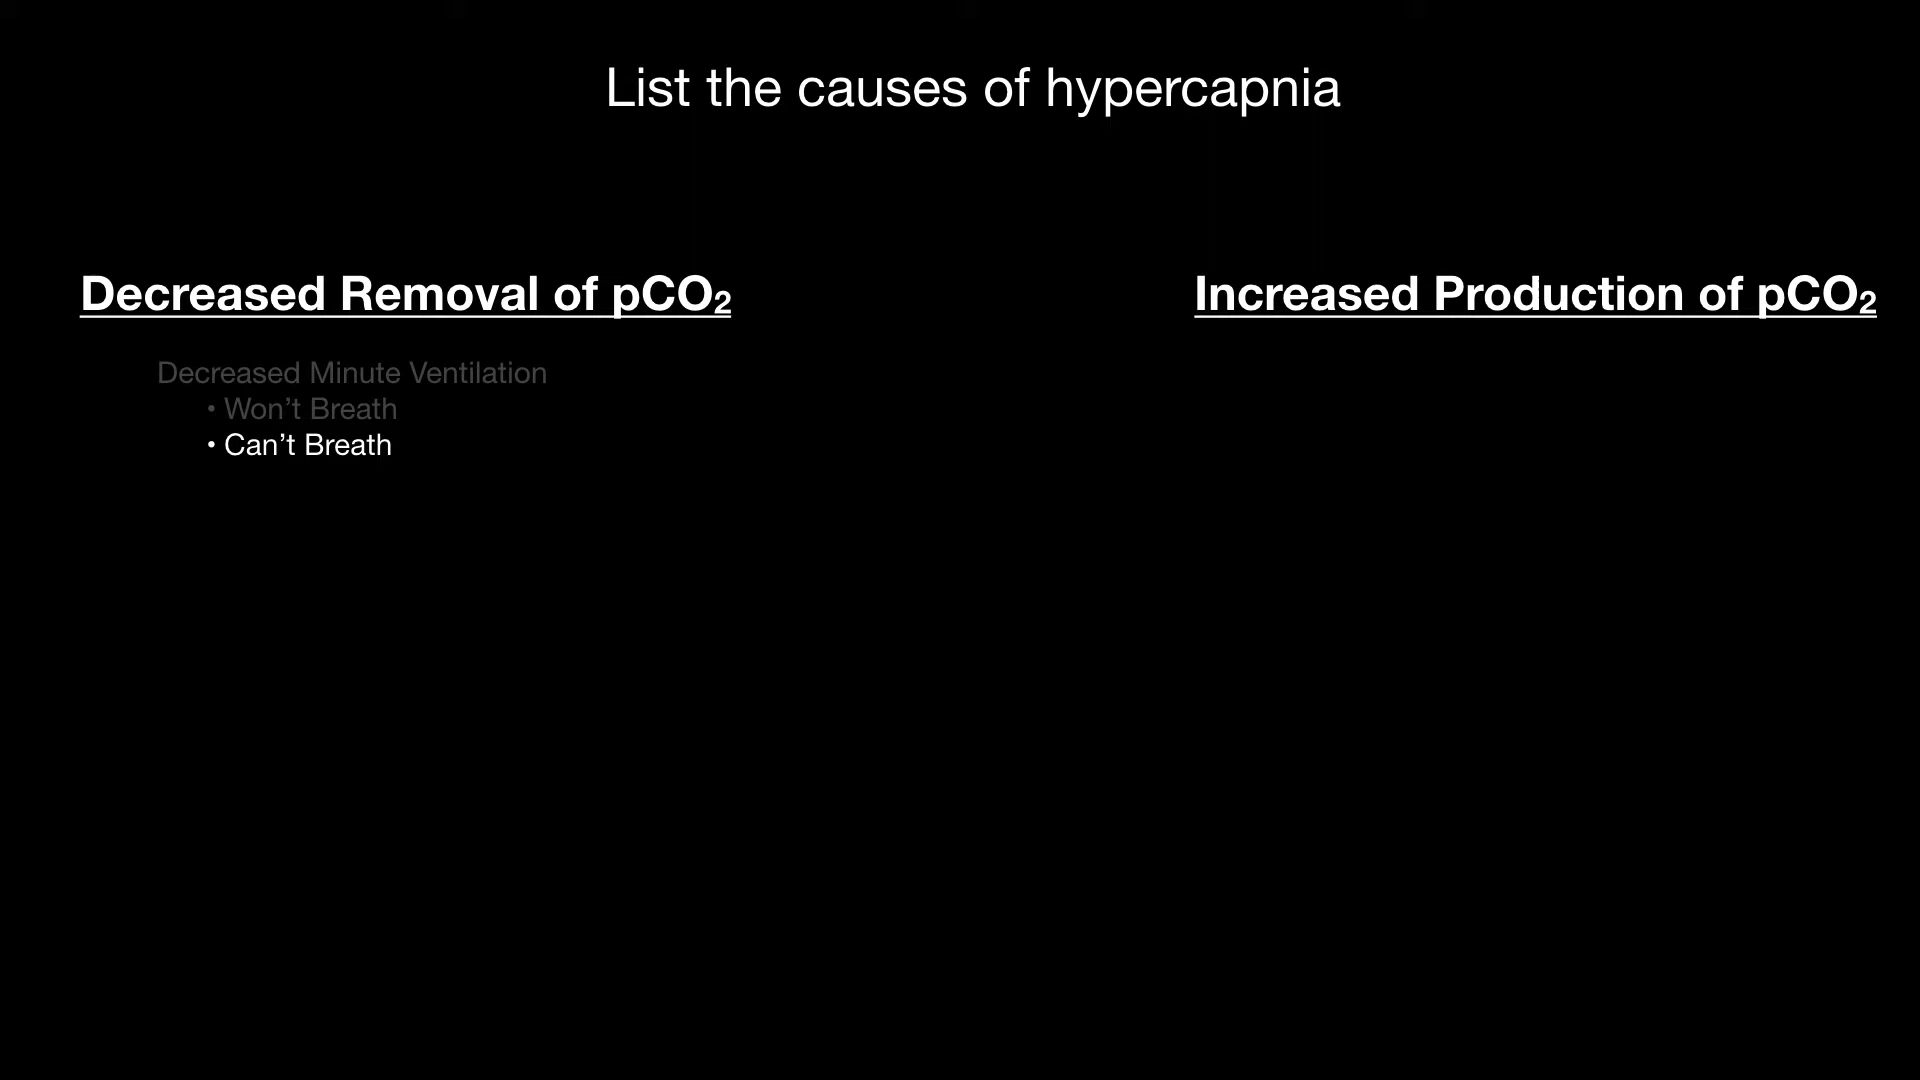 List the causes of hypercapnia
Decreased Removal of pCO₂
Increased Production of pCO₂
Decreased Minute Ventilation
• Won’t Breath
• Can’t Breath